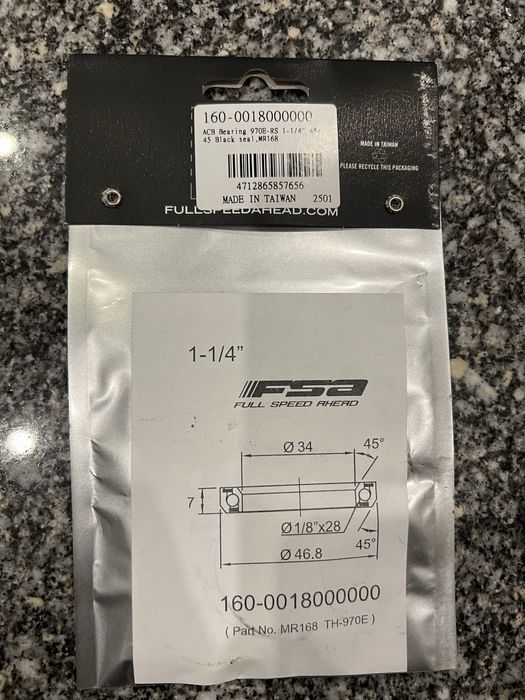 160-0018000000
ACB Bearing 970E-RS 1-1/4" 45°
45 Black seal,MR168
4712865857656
MADE IN TAIWAN 2501
MADE IN TAIWAN
PLEASE RECYCLE THIS PACKAGING
FULLSPEEDAHEAD.COM
1-1/4"
FSA
FULL SPEED AHEAD
Ø 34
45°
7
Ø1/8"x28
Ø 46.8
45°
160-0018000000
( Part No. MR168 TH-970E )